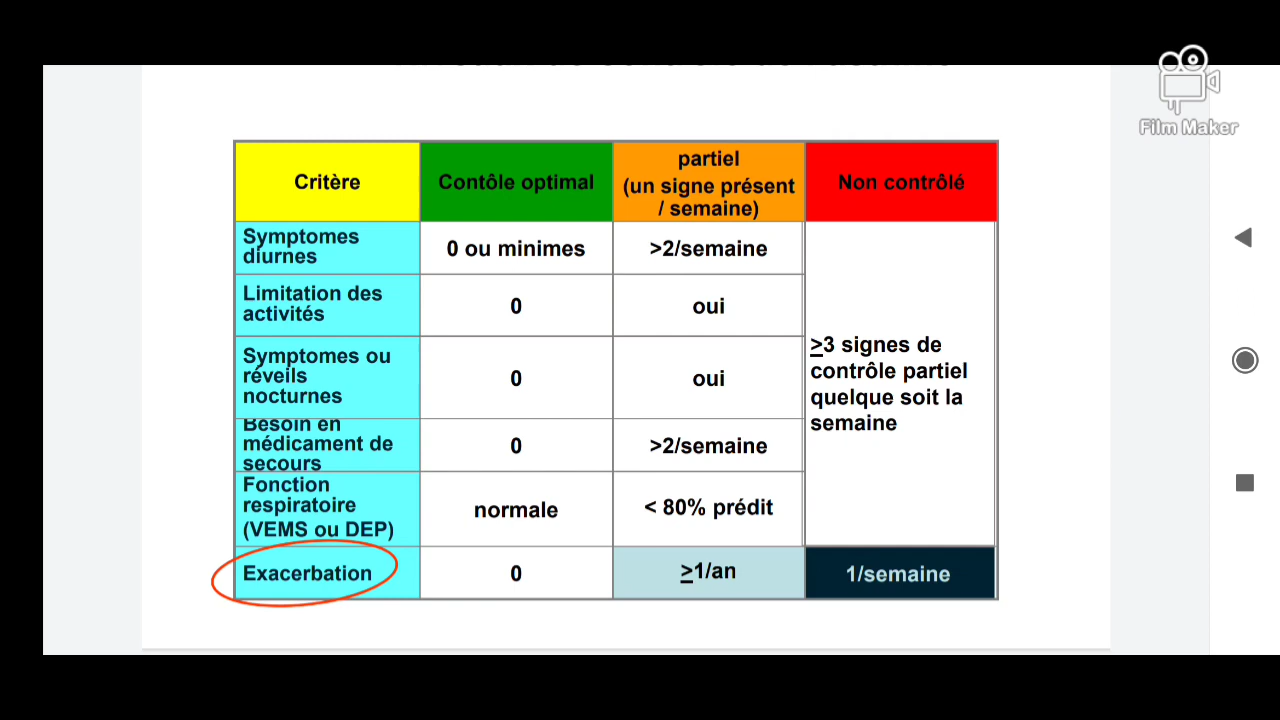 Film Maker
Critère
Contôle optimal
partiel
(un signe présent
/ semaine)
Non contrôlé
Symptomes
diurnes
0 ou minimes
>2/semaine
Limitation des
activités
0
oui
Symptomes ou
réveils
nocturnes
0
oui
≥3 signes de
contrôle partiel
quelque soit la
semaine
Besoin en
médicament de
secours
0
>2/semaine
Fonction
respiratoire
(VEMS ou DEP)
normale
< 80% prédit
Exacerbation
0
≥1/an
1/semaine